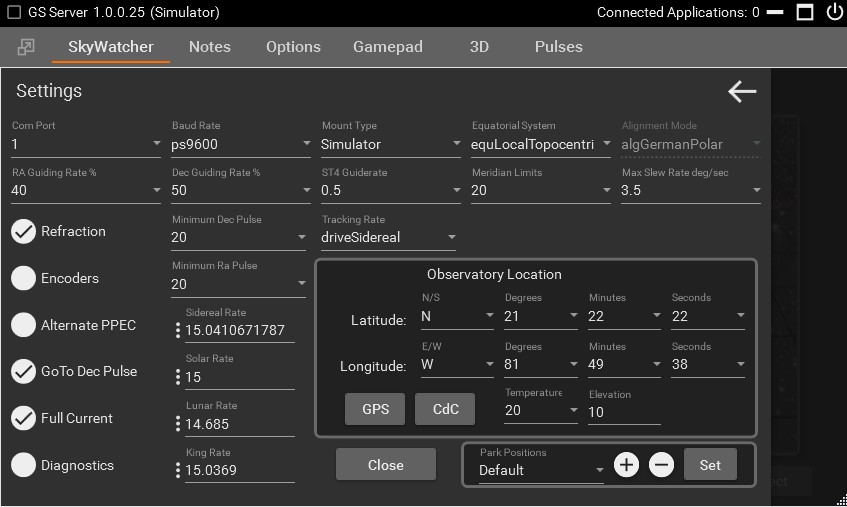 GS Server 1.0.0.25 (Simulator) Connected Applications: 0
SkyWatcher Notes Options Gamepad 3D Pulses
Settings
Com Port Baud Rate Mount Type Equatorial System Alignment Mode
1 ps9600 Simulator equLocalTopocentri algGermanPolar
RA Guiding Rate % Dec Guiding Rate % ST4 Guiderate Meridian Limits Max Slew Rate deg/sec
40 50 0.5 20 3.5
Refraction
Minimum Dec Pulse
20
Tracking Rate
driveSidereal
Encoders
Minimum Ra Pulse
20
Alternate PPEC
Sidereal Rate
15.0410671787
GoTo Dec Pulse
Solar Rate
15
Full Current
Lunar Rate
14.685
Diagnostics
King Rate
15.0369
Observatory Location
N/S Degrees Minutes Seconds
Latitude: N 21 22 22
E/W Degrees Minutes Seconds
Longitude: W 81 49 38
GPS CdC
Temperature Elevation
20 10
Close
Park Positions
Default
Set